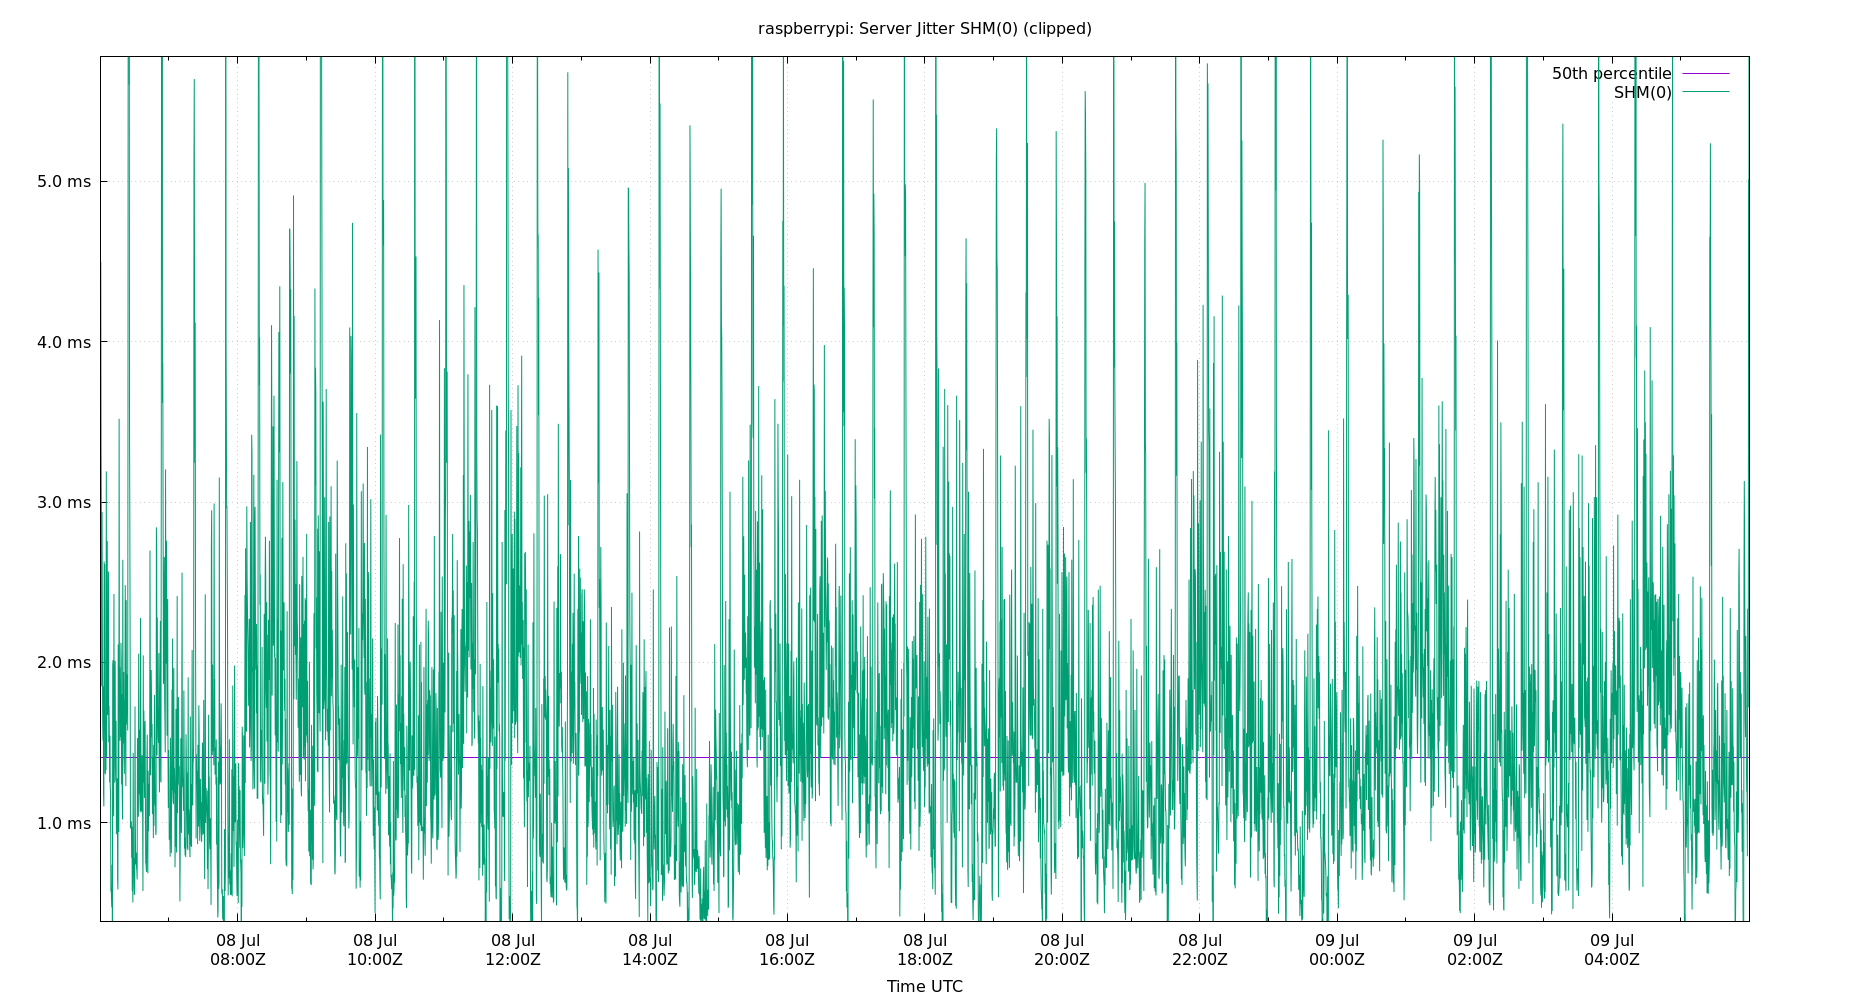 raspberrypi: Server Jitter SHM(0) (clipped)
50th percentile
SHM(0)
5.0 ms
4.0 ms
3.0 ms
2.0 ms
1.0 ms
08 Jul 08 Jul 08 Jul 08 Jul 08 Jul 08 Jul 08 Jul 08 Jul 09 Jul 09 Jul 09 Jul
08:00Z 10:00Z 12:00Z 14:00Z 16:00Z 18:00Z 20:00Z 22:00Z 00:00Z 02:00Z 04:00Z
Time UTC